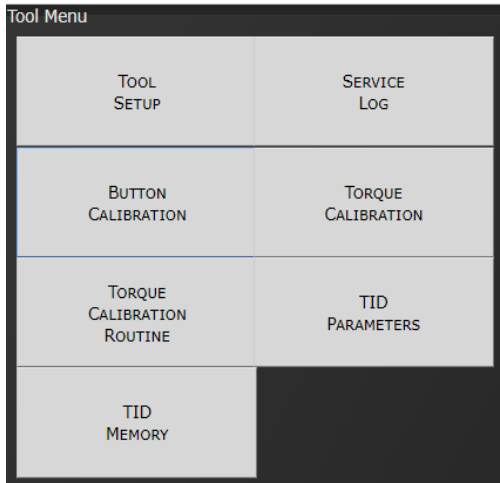 Tool Menu
Tool
Setup
Service
Log
Button
Calibration
Torque
Calibration
Torque
Calibration
Routine
TID
Parameters
TID
Memory